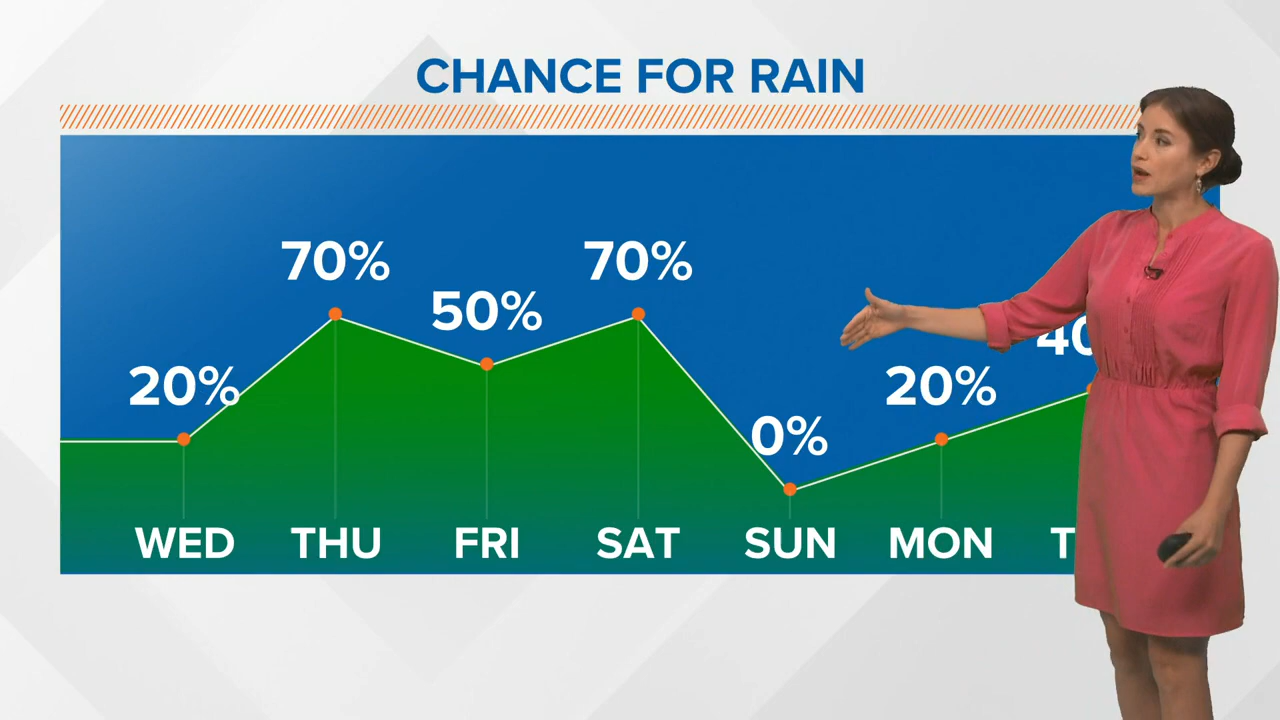 CHANCE FOR RAIN
70% 70%
50%
20% 20%
0%
WED THU FRI SAT SUN MON